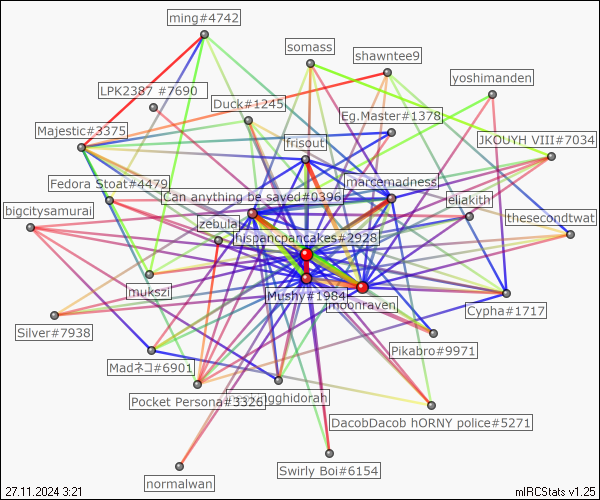 ming#4742
somass
shawntee9
yoshimanden
LPK2387 #7690
Duck#1245
Eg.Master#1378
Majestic#3375
frisout
JKOUYH VIII#7034
Fedora Stoat#4479
Can anything be saved#0396
marcemadness
eliakith
bigcitysamurai
zebula
hispancpancakes#2928
thesecondtwat
mukszi
Mushy#1984
moonraven
Cypha#1717
Silver#7938
Pikabro#9971
Madネコ#6901
Pocket Persona#3326
gghidorah
DacobDacob hORNY police#5271
normalwan
Swirly Boi#6154
27.11.2024 3:21
mIRCStats v1.25